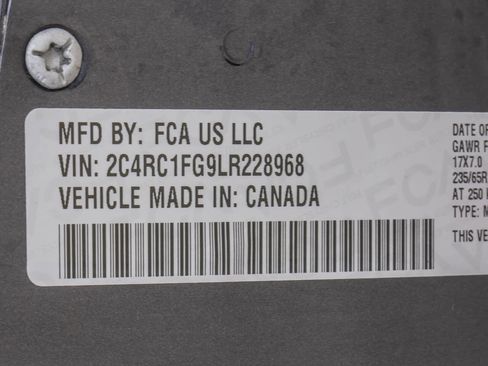 MFD BY: FCA US LLC
VIN: 2C4RC1FG9LR228968
VEHICLE MADE IN: CANADA
DATE OF
GAWR F
17X7.0
235/65R
AT 250
TYPE: M
THIS VE